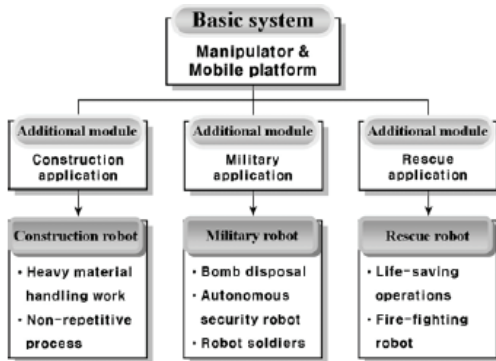 Basic system
Manipulator &
Mobile platform
Additional module
Construction
application
Additional module
Military
application
Additional module
Rescue
application
Construction robot
· Heavy material
handling work
· Non-repetitive
process
Military robot
· Bomb disposal
· Autonomous
security robot
· Robot soldiers
Rescue robot
· Life-saving
operations
· Fire-fighting
robot